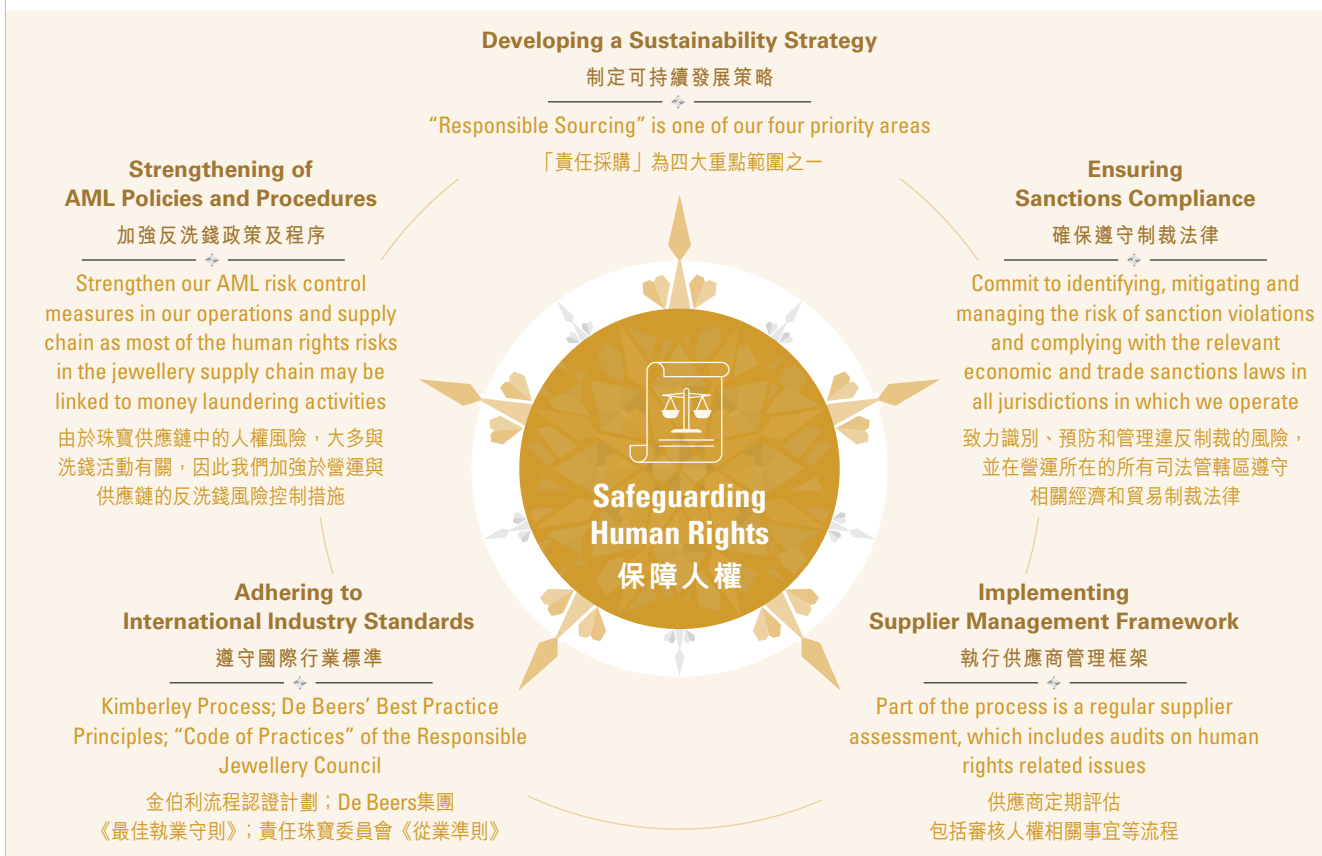 Developing a Sustainability Strategy
制定可持續發展策略
“Responsible Sourcing” is one of our four priority areas
「責任採購」為四大重點範圍之一
Strengthening of
AML Policies and Procedures
加強反洗錢政策及程序
Strengthen our AML risk control
measures in our operations and supply
chain as most of the human rights risks
in the jewellery supply chain may be
linked to money laundering activities
由於珠寶供應鏈中的人權風險，大多與
洗錢活動有關，因此我們加強於營運與
供應鏈的反洗錢風險控制措施
Ensuring
Sanctions Compliance
確保遵守制裁法律
Commit to identifying, mitigating and
managing the risk of sanction violations
and complying with the relevant
economic and trade sanctions laws in
all jurisdictions in which we operate
致力識別、預防和管理違反制裁的風險，
並在營運所在的所有司法管轄區遵守
相關經濟和貿易制裁法律
Safeguarding
Human Rights
保障人權
Adhering to
International Industry Standards
遵守國際行業標準
Kimberley Process; De Beers’ Best Practice
Principles; “Code of Practices” of the Responsible
Jewellery Council
金伯利流程認證計劃；De Beers集團
《最佳執業守則》；責任珠寶委員會《從業準則》
Implementing
Supplier Management Framework
執行供應商管理框架
Part of the process is a regular supplier
assessment, which includes audits on human
rights related issues
供應商定期評估
包括審核人權相關事宜等流程